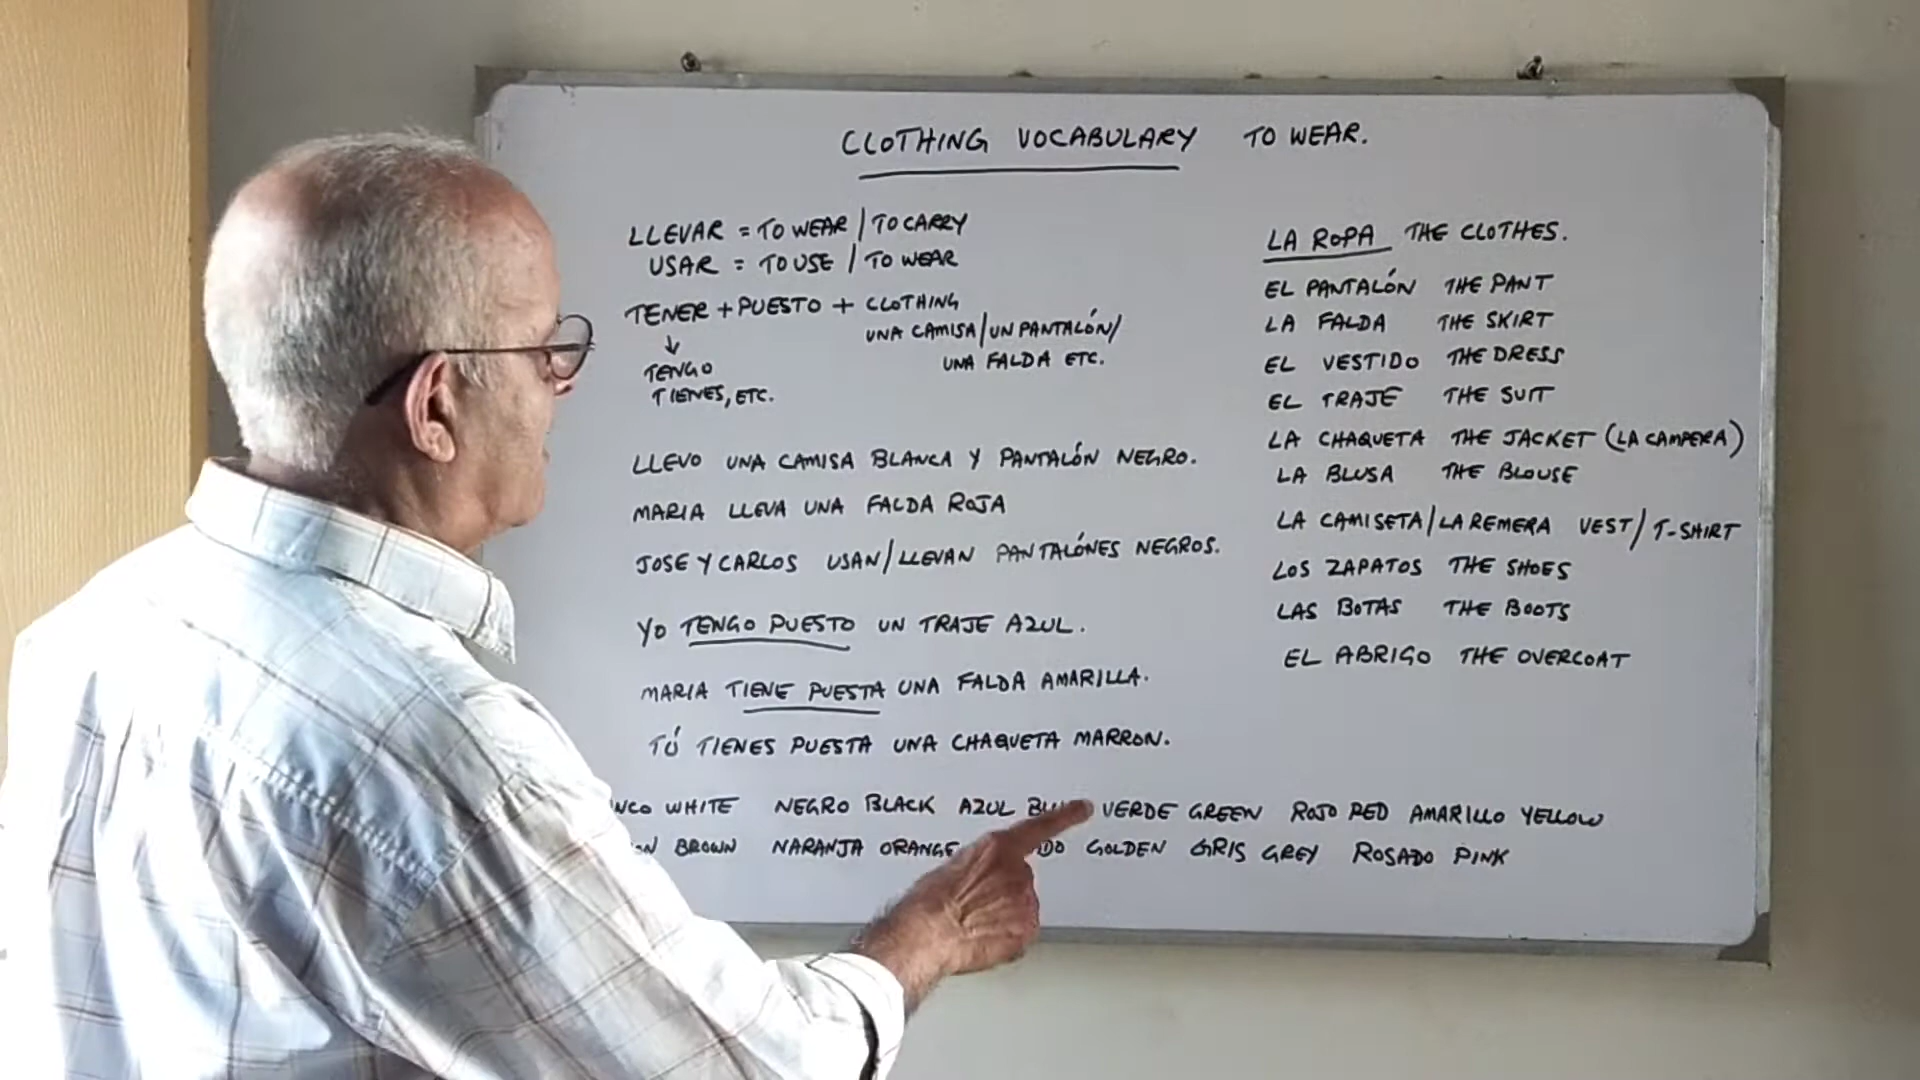 CLOTHING VOCABULARY TO WEAR.
LLEVAR = TO WEAR / TO CARRY
USAR = TO USE / TO WEAR
TENER + PUESTO + CLOTHING
UNA CAMISA / UN PANTALÓN /
UNA FALDA ETC.
↓
TENGO
TIENES, ETC.
LLEVO UNA CAMISA BLANCA Y PANTALÓN NEGRO.
MARIA LLEVA UNA FALDA ROJA
JOSE Y CARLOS USAN / LLEVAN PANTALÓNES NEGROS.
YO TENGO PUESTO UN TRAJE AZUL.
MARIA TIENE PUESTA UNA FALDA AMARILLA.
TÚ TIENES PUESTA UNA CHAQUETA MARRON.
LA ROPA THE CLOTHES.
EL PANTALÓN THE PANT
LA FALDA THE SKIRT
EL VESTIDO THE DRESS
EL TRAJE THE SUIT
LA CHAQUETA THE JACKET (LA CAMPERA)
LA BLUSA THE BLOUSE
LA CAMISETA / LA REMERA VEST / T-SHIRT
LOS ZAPATOS THE SHOES
LAS BOTAS THE BOOTS
EL ABRIGO THE OVERCOAT
WHITE NEGRO BLACK AZUL VERDE GREEN ROJO RED AMARILLO YELLOW
BROWN NARANJA ORANGE GOLDEN GRIS GREY ROSADO PINK